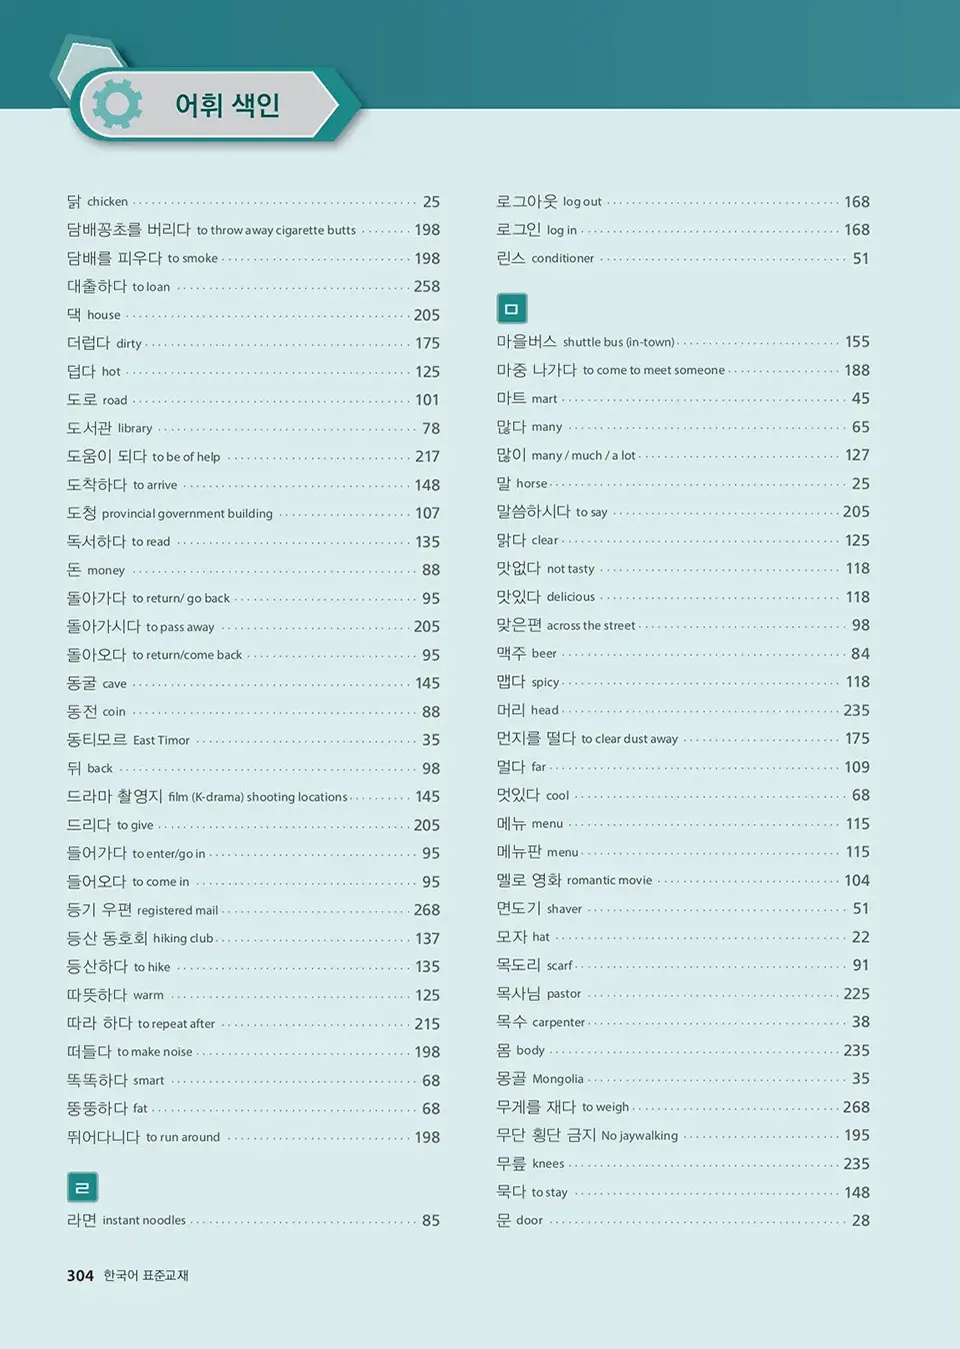 어휘 색인
닭 chicken 25
담배꽁초를 버리다 to throw away cigarette butts 198
담배를 피우다 to smoke 198
대출하다 to loan 258
댁 house 205
더럽다 dirty 175
덥다 hot 125
도로 road 101
도서관 library 78
도움이 되다 to be of help 217
도착하다 to arrive 148
도청 provincial government building 107
독서하다 to read 135
돈 money 88
돌아가다 to return/ go back 95
돌아가시다 to pass away 205
돌아오다 to return/come back 95
동굴 cave 145
동전 coin 88
동티모르 East Timor 35
뒤 back 98
드라마 촬영지 film (K-drama) shooting locations 145
드리다 to give 205
들어가다 to enter/go in 95
들어오다 to come in 95
등기 우편 registered mail 268
등산 동호회 hiking club 137
등산하다 to hike 135
따뜻하다 warm 125
따라 하다 to repeat after 215
떠들다 to make noise 198
똑똑하다 smart 68
뚱뚱하다 fat 68
뛰어다니다 to run around 198
ㄹ
라면 instant noodles 85
로그아웃 log out 168
로그인 log in 168
린스 conditioner 51
ㅁ
마을버스 shuttle bus (in-town) 155
마중 나가다 to come to meet someone 188
마트 mart 45
많다 many 65
많이 many / much / a lot 127
말 horse 25
말씀하시다 to say 205
맑다 clear 125
맛없다 not tasty 118
맛있다 delicious 118
맞은편 across the street 98
맥주 beer 84
맵다 spicy 118
머리 head 235
먼지를 떨다 to clear dust away 175
멀다 far 109
멋있다 cool 68
메뉴 menu 115
메뉴판 menu 115
멜로 영화 romantic movie 104
면도기 shaver 51
모자 hat 22
목도리 scarf 91
목사님 pastor 225
목수 carpenter 38
몸 body 235
몽골 Mongolia 35
무게를 재다 to weigh 268
무단 횡단 금지 No jaywalking 195
무릎 knees 235
묵다 to stay 148
문 door 28
304 한국어 표준교재